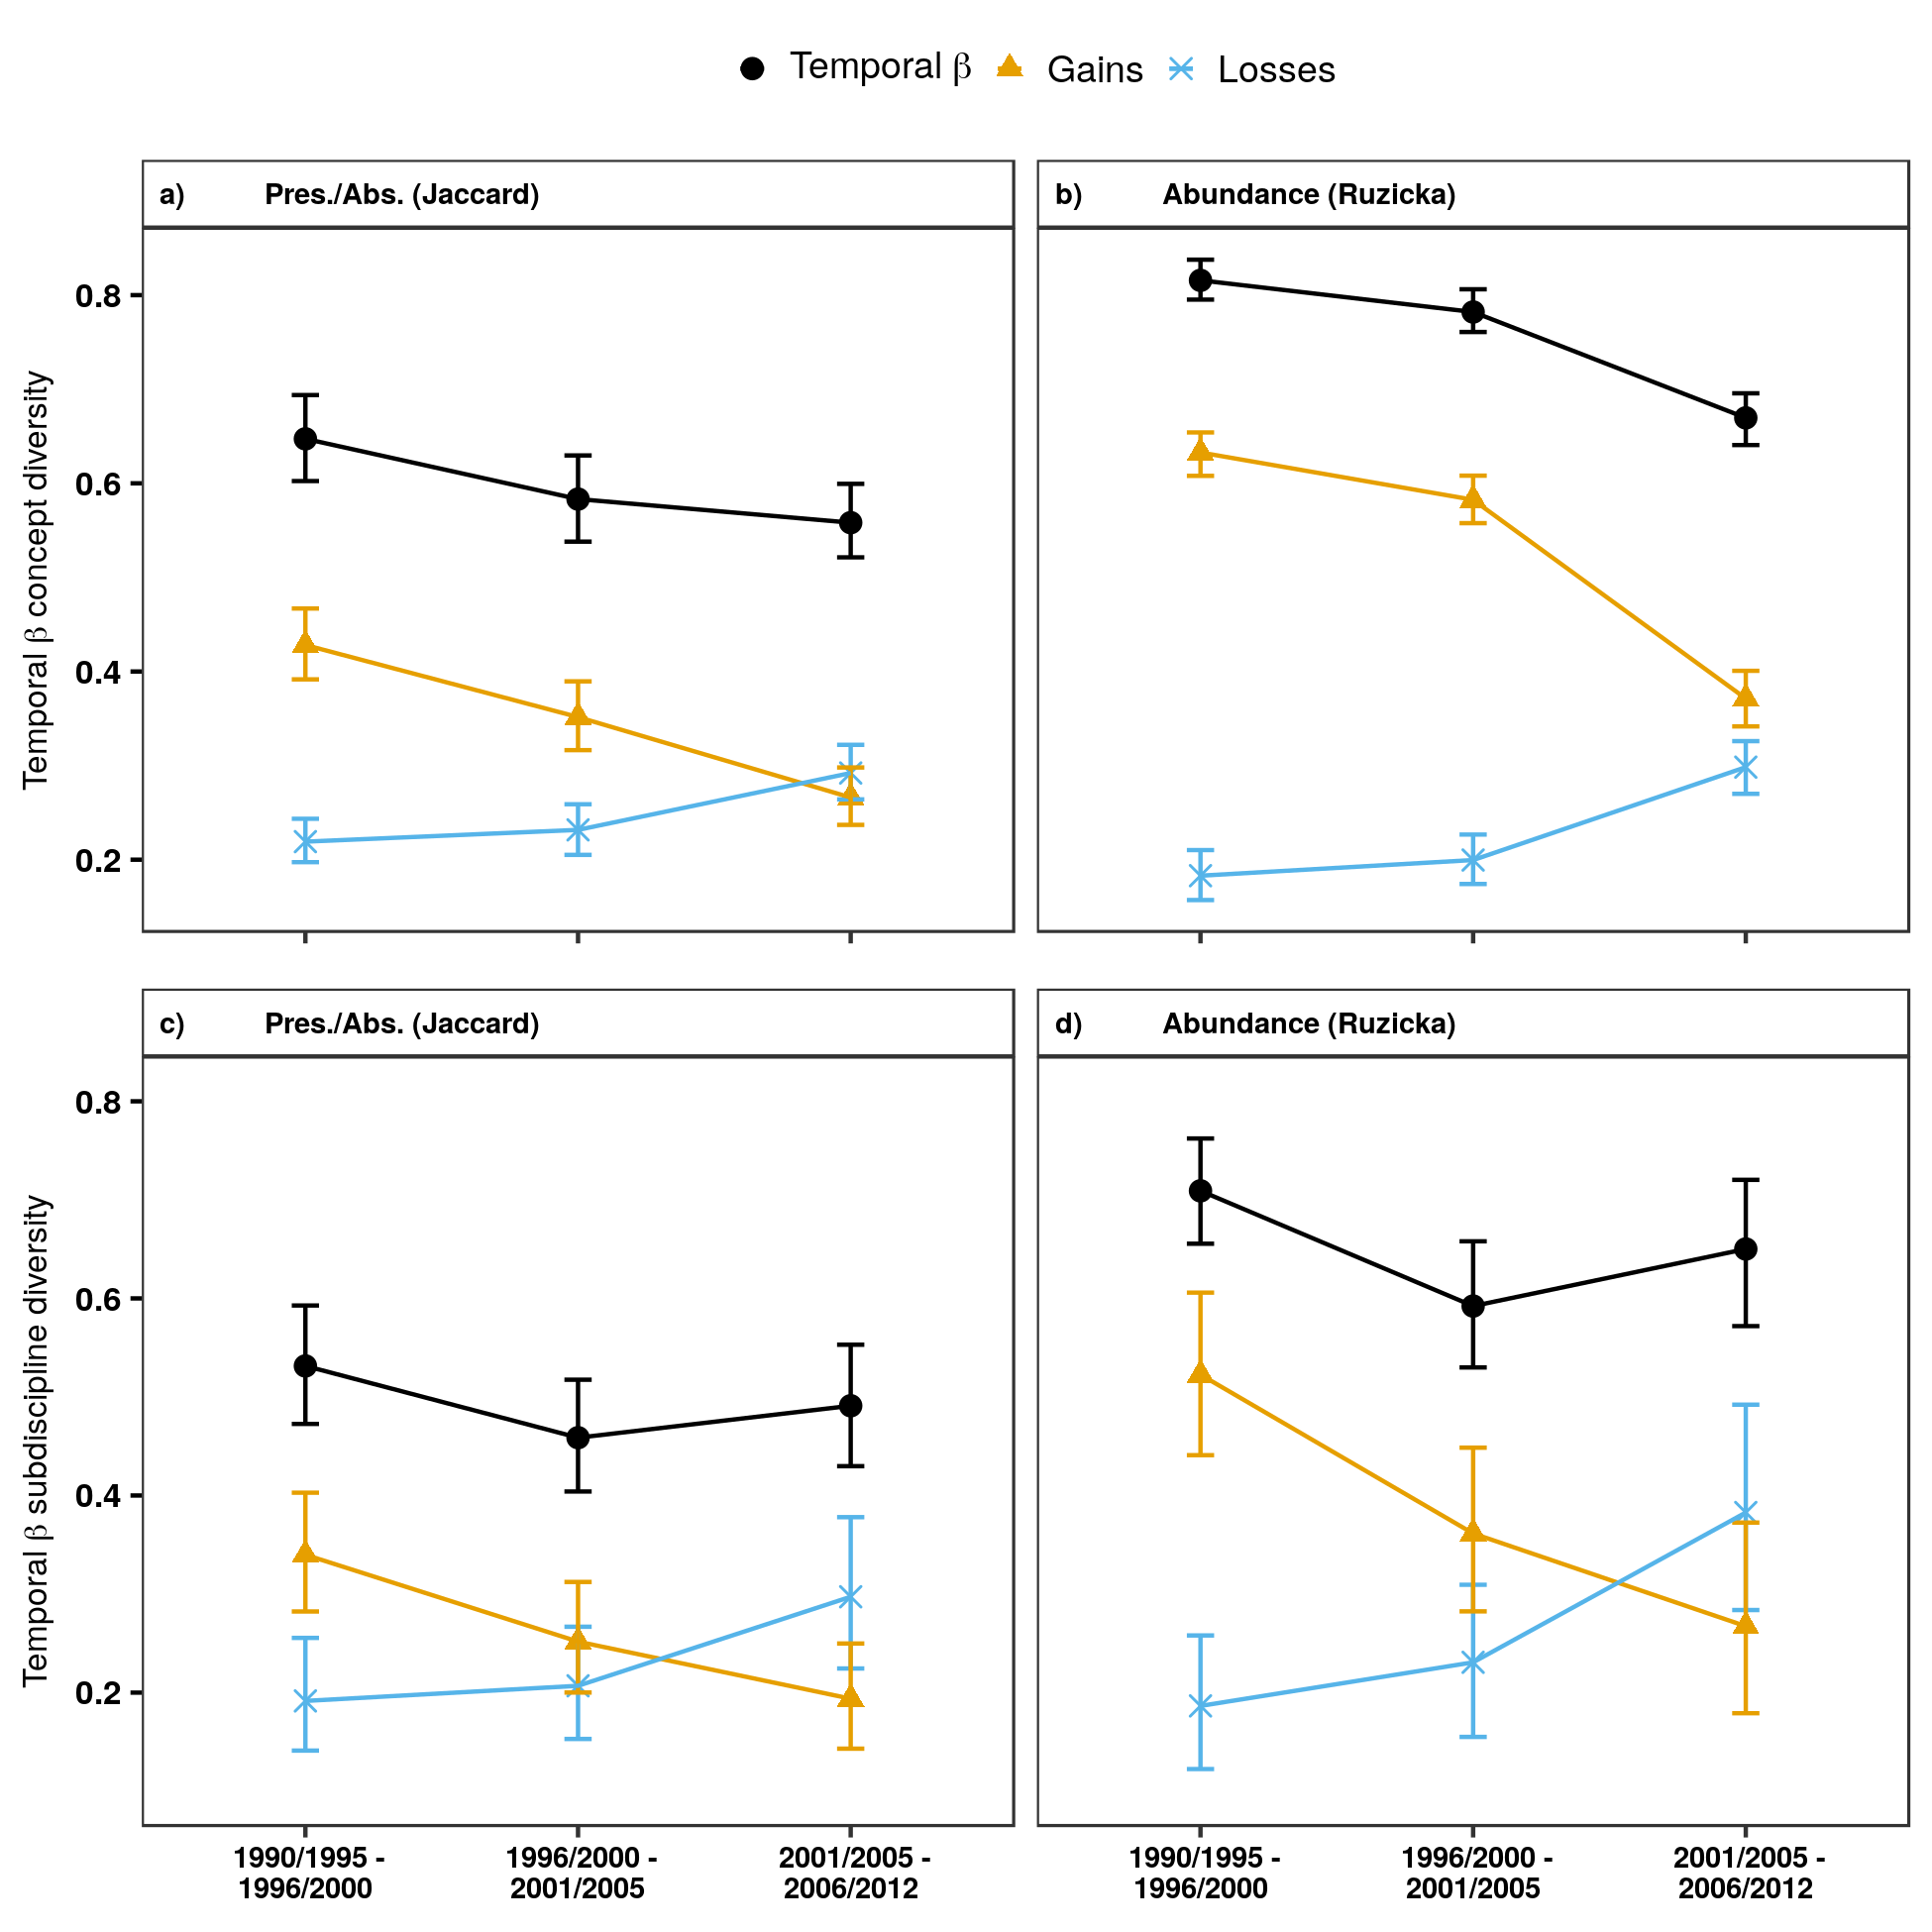 Temporal β Gains Losses
a) Pres./Abs. (Jaccard)
b) Abundance (Ruzicka)
Temporal β concept diversity
0.8
0.6
0.4
0.2
c) Pres./Abs. (Jaccard)
d) Abundance (Ruzicka)
Temporal β subdiscipline diversity
0.8
0.6
0.4
0.2
1990/1995 -
1996/2000
1996/2000 -
2001/2005
2001/2005 -
2006/2012
1990/1995 -
1996/2000
1996/2000 -
2001/2005
2001/2005 -
2006/2012